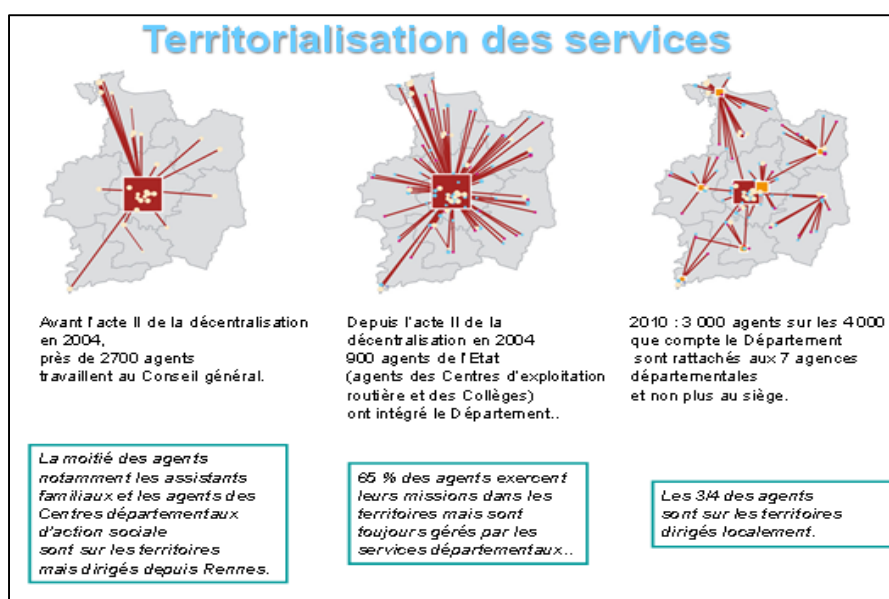 Territorialisation des services
Avant l'acte II de la décentralisation
en 2004,
près de 2700 agents
travaillent au Conseil général.
La moitié des agents
notamment les assistants
familiaux et les agents des
Centres départementaux
d'action sociale
sont sur les territoires
mais dirigés depuis Rennes.
Depuis l'acte II de la
décentralisation en 2004
900 agents de l'Etat
(agents des Centres d'exploitation
routière et des Collèges)
ont intégré le Département..
65 % des agents exercent
leurs missions dans les
territoires mais sont
toujours gérés par les
services départementaux..
2010 : 3 000 agents sur les 4 000
que compte le Département
sont rattachés aux 7 agences
départementales
et non plus au siège.
Les 3/4 des agents
sont sur les territoires
dirigés localement.